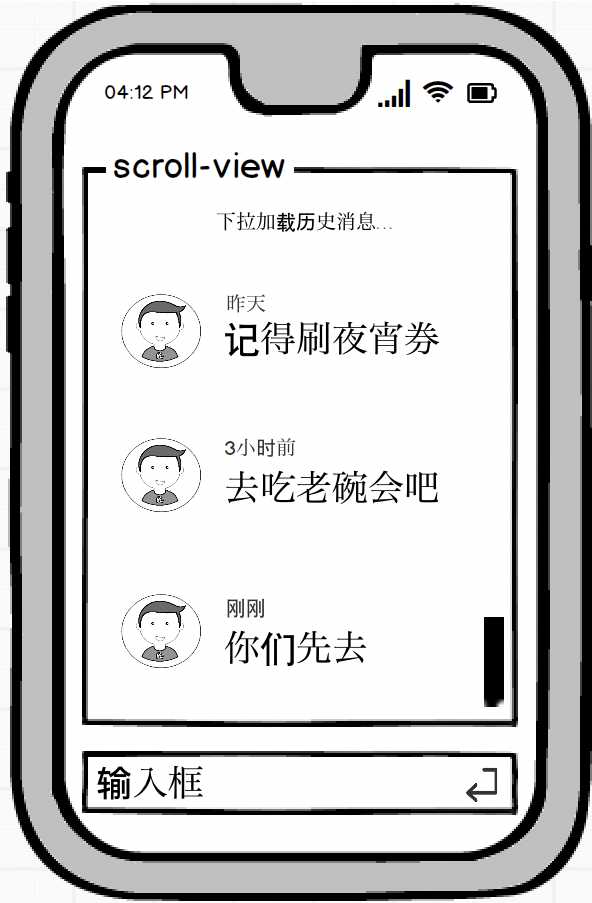 04:12 PM
scroll-view
下拉加载历史消息...
昨天
记得刷夜宵券
3小时前
去吃老碗会吧
刚刚
你们先去
输入框